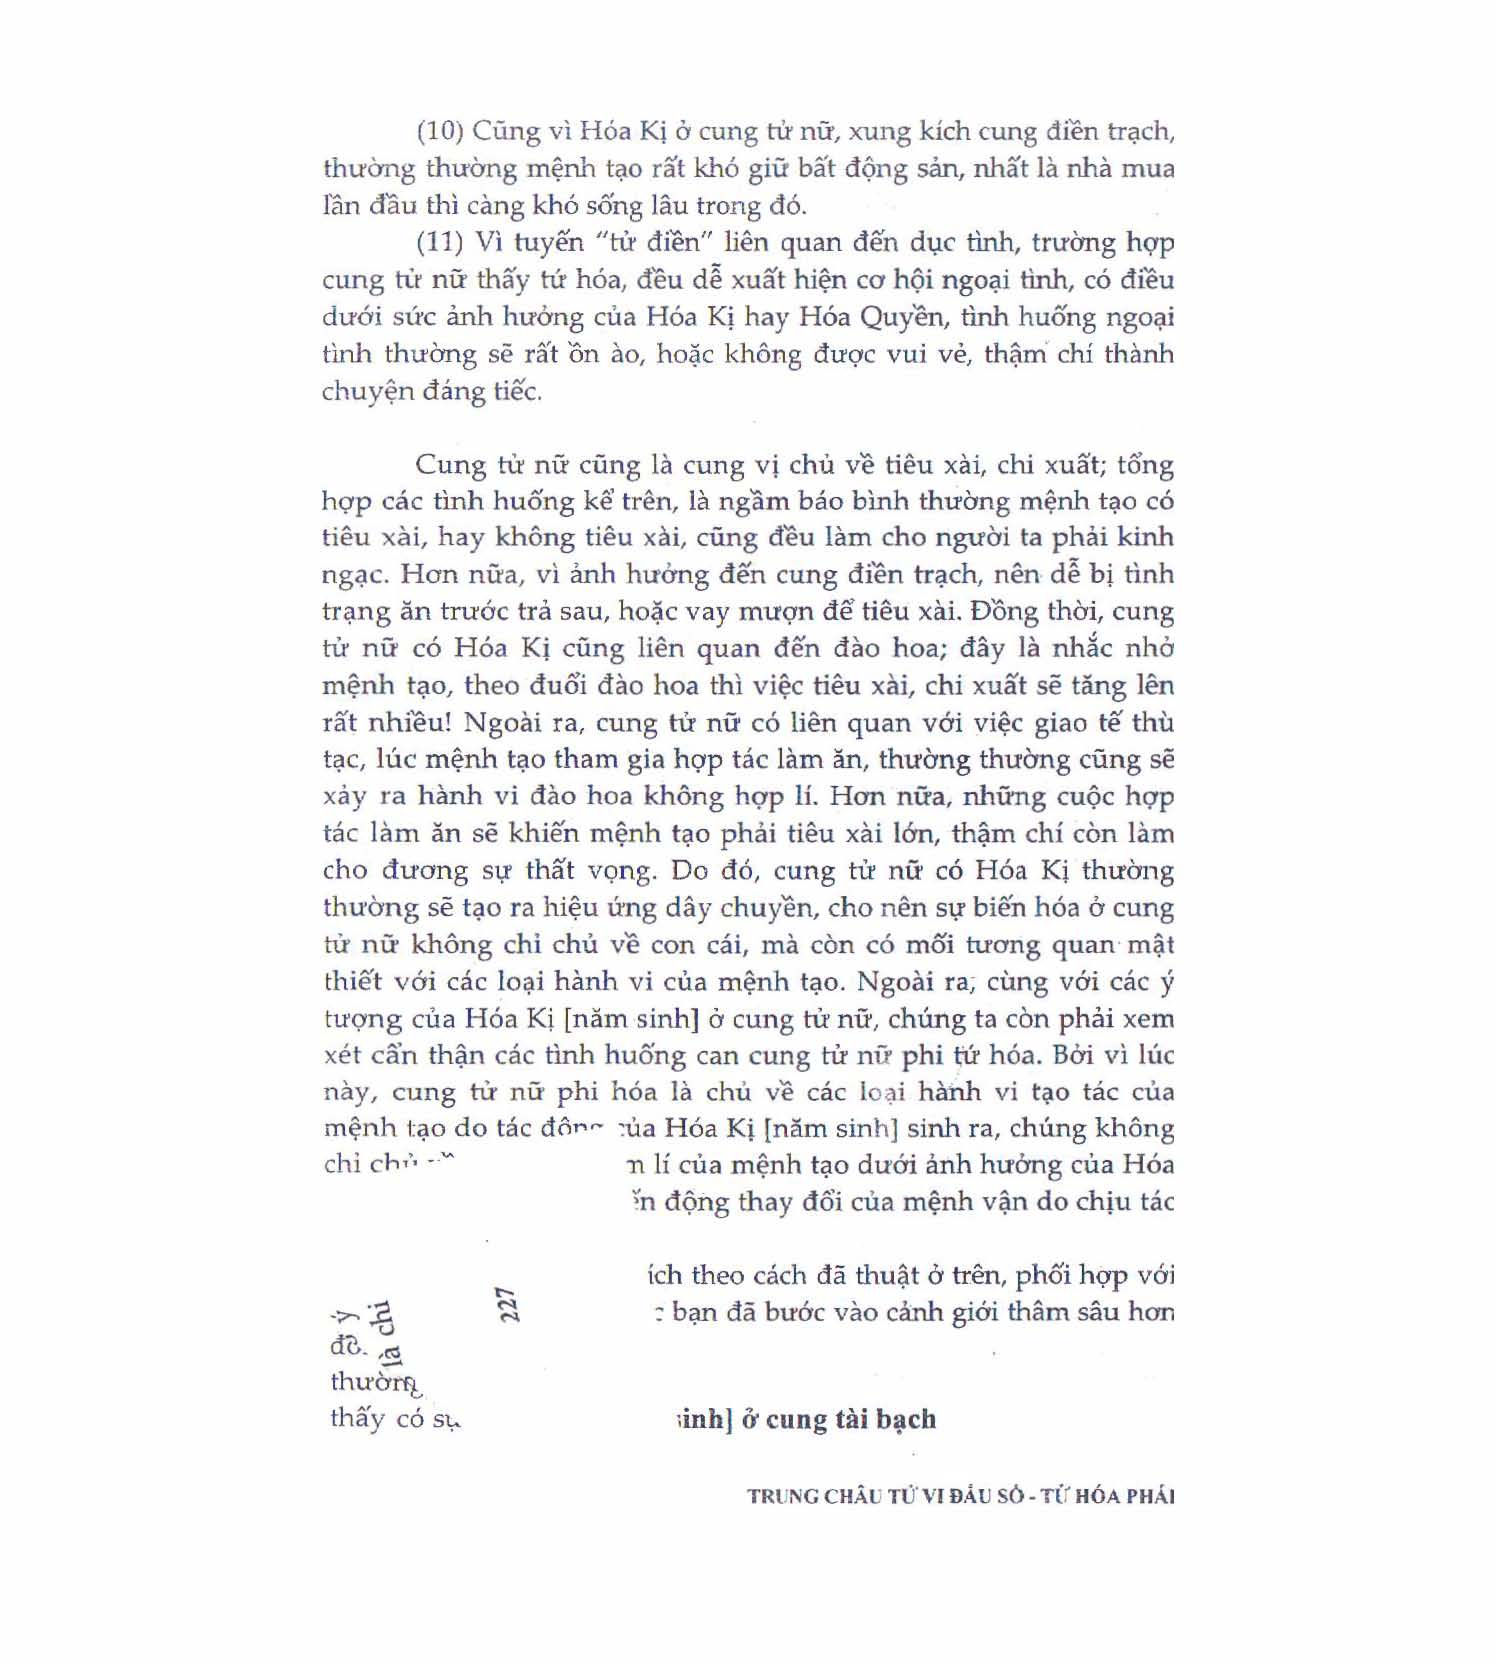 (10) Cũng vì Hóa Kị ở cung tử nữ, xung kích cung điền trạch,
thường thường mệnh tạo rất khó giữ bất động sản, nhất là nhà mua
lần đầu thì càng khó sống lâu trong đó.
(11) Vì tuyến "tử điền" liên quan đến dục tình, trường hợp
cung tử nữ thấy tứ hóa, đều dễ xuất hiện cơ hội ngoại tình, có điều
dưới sức ảnh hưởng của Hóa Kị hay Hóa Quyền, tình huống ngoại
tình thường sẽ rất ồn ào, hoặc không được vui vẻ, thậm chí thành
chuyện đáng tiếc.
Cung tử nữ cũng là cung vị chủ về tiêu xài, chi xuất; tổng
hợp các tình huống kể trên, là ngầm báo bình thường mệnh tạo có
tiêu xài, hay không tiêu xài, cũng đều làm cho người ta phải kinh
ngạc. Hơn nữa, vì ảnh hưởng đến cung điền trạch, nên dễ bị tình
trạng ăn trước trả sau, hoặc vay mượn để tiêu xài. Đồng thời, cung
tử nữ có Hóa Kị cũng liên quan đến đào hoa; đây là nhắc nhở
mệnh tạo, theo đuổi đào hoa thì việc tiêu xài, chi xuất sẽ tăng lên
rất nhiều! Ngoài ra, cung tử nữ có liên quan với việc giao tế thù
tạc, lúc mệnh tạo tham gia hợp tác làm ăn, thường thường cũng sẽ
xảy ra hành vi đào hoa không hợp lí. Hơn nữa, những cuộc hợp
tác làm ăn sẽ khiến mệnh tạo phải tiêu xài lớn, thậm chí còn làm
cho đương sự thất vọng. Do đó, cung tử nữ có Hóa Kị thường
thường sẽ tạo ra hiệu ứng dây chuyền, cho nên sự biến hóa ở cung
tử nữ không chỉ chủ về con cái, mà còn có mối tương quan mật
thiết với các loại hành vi của mệnh tạo. Ngoài ra, cùng với các ý
tượng của Hóa Kị [năm sinh] ở cung tử nữ, chúng ta còn phải xem
xét cẩn thận các tình huống can cung tử nữ phi tứ hóa. Bởi vì lúc
này, cung tử nữ phi hóa là chủ về các loại hành vi tạo tác của
mệnh tạo do tác của Hóa Kị [năm sinh] sinh ra, chúng không
chỉ lí của mệnh tạo dưới ảnh hưởng của Hóa
động thay đổi của mệnh vận do chịu tác
ích theo cách đã thuật ở trên, phối hợp với
bạn đã bước vào cảnh giới thâm sâu hơn
ý
là chi
227
thường
thấy có
inh] ở cung tài bạch
TRUNG CHÂU TỬ VI ĐẨU SỐ - TỨ HÓA PHÁI